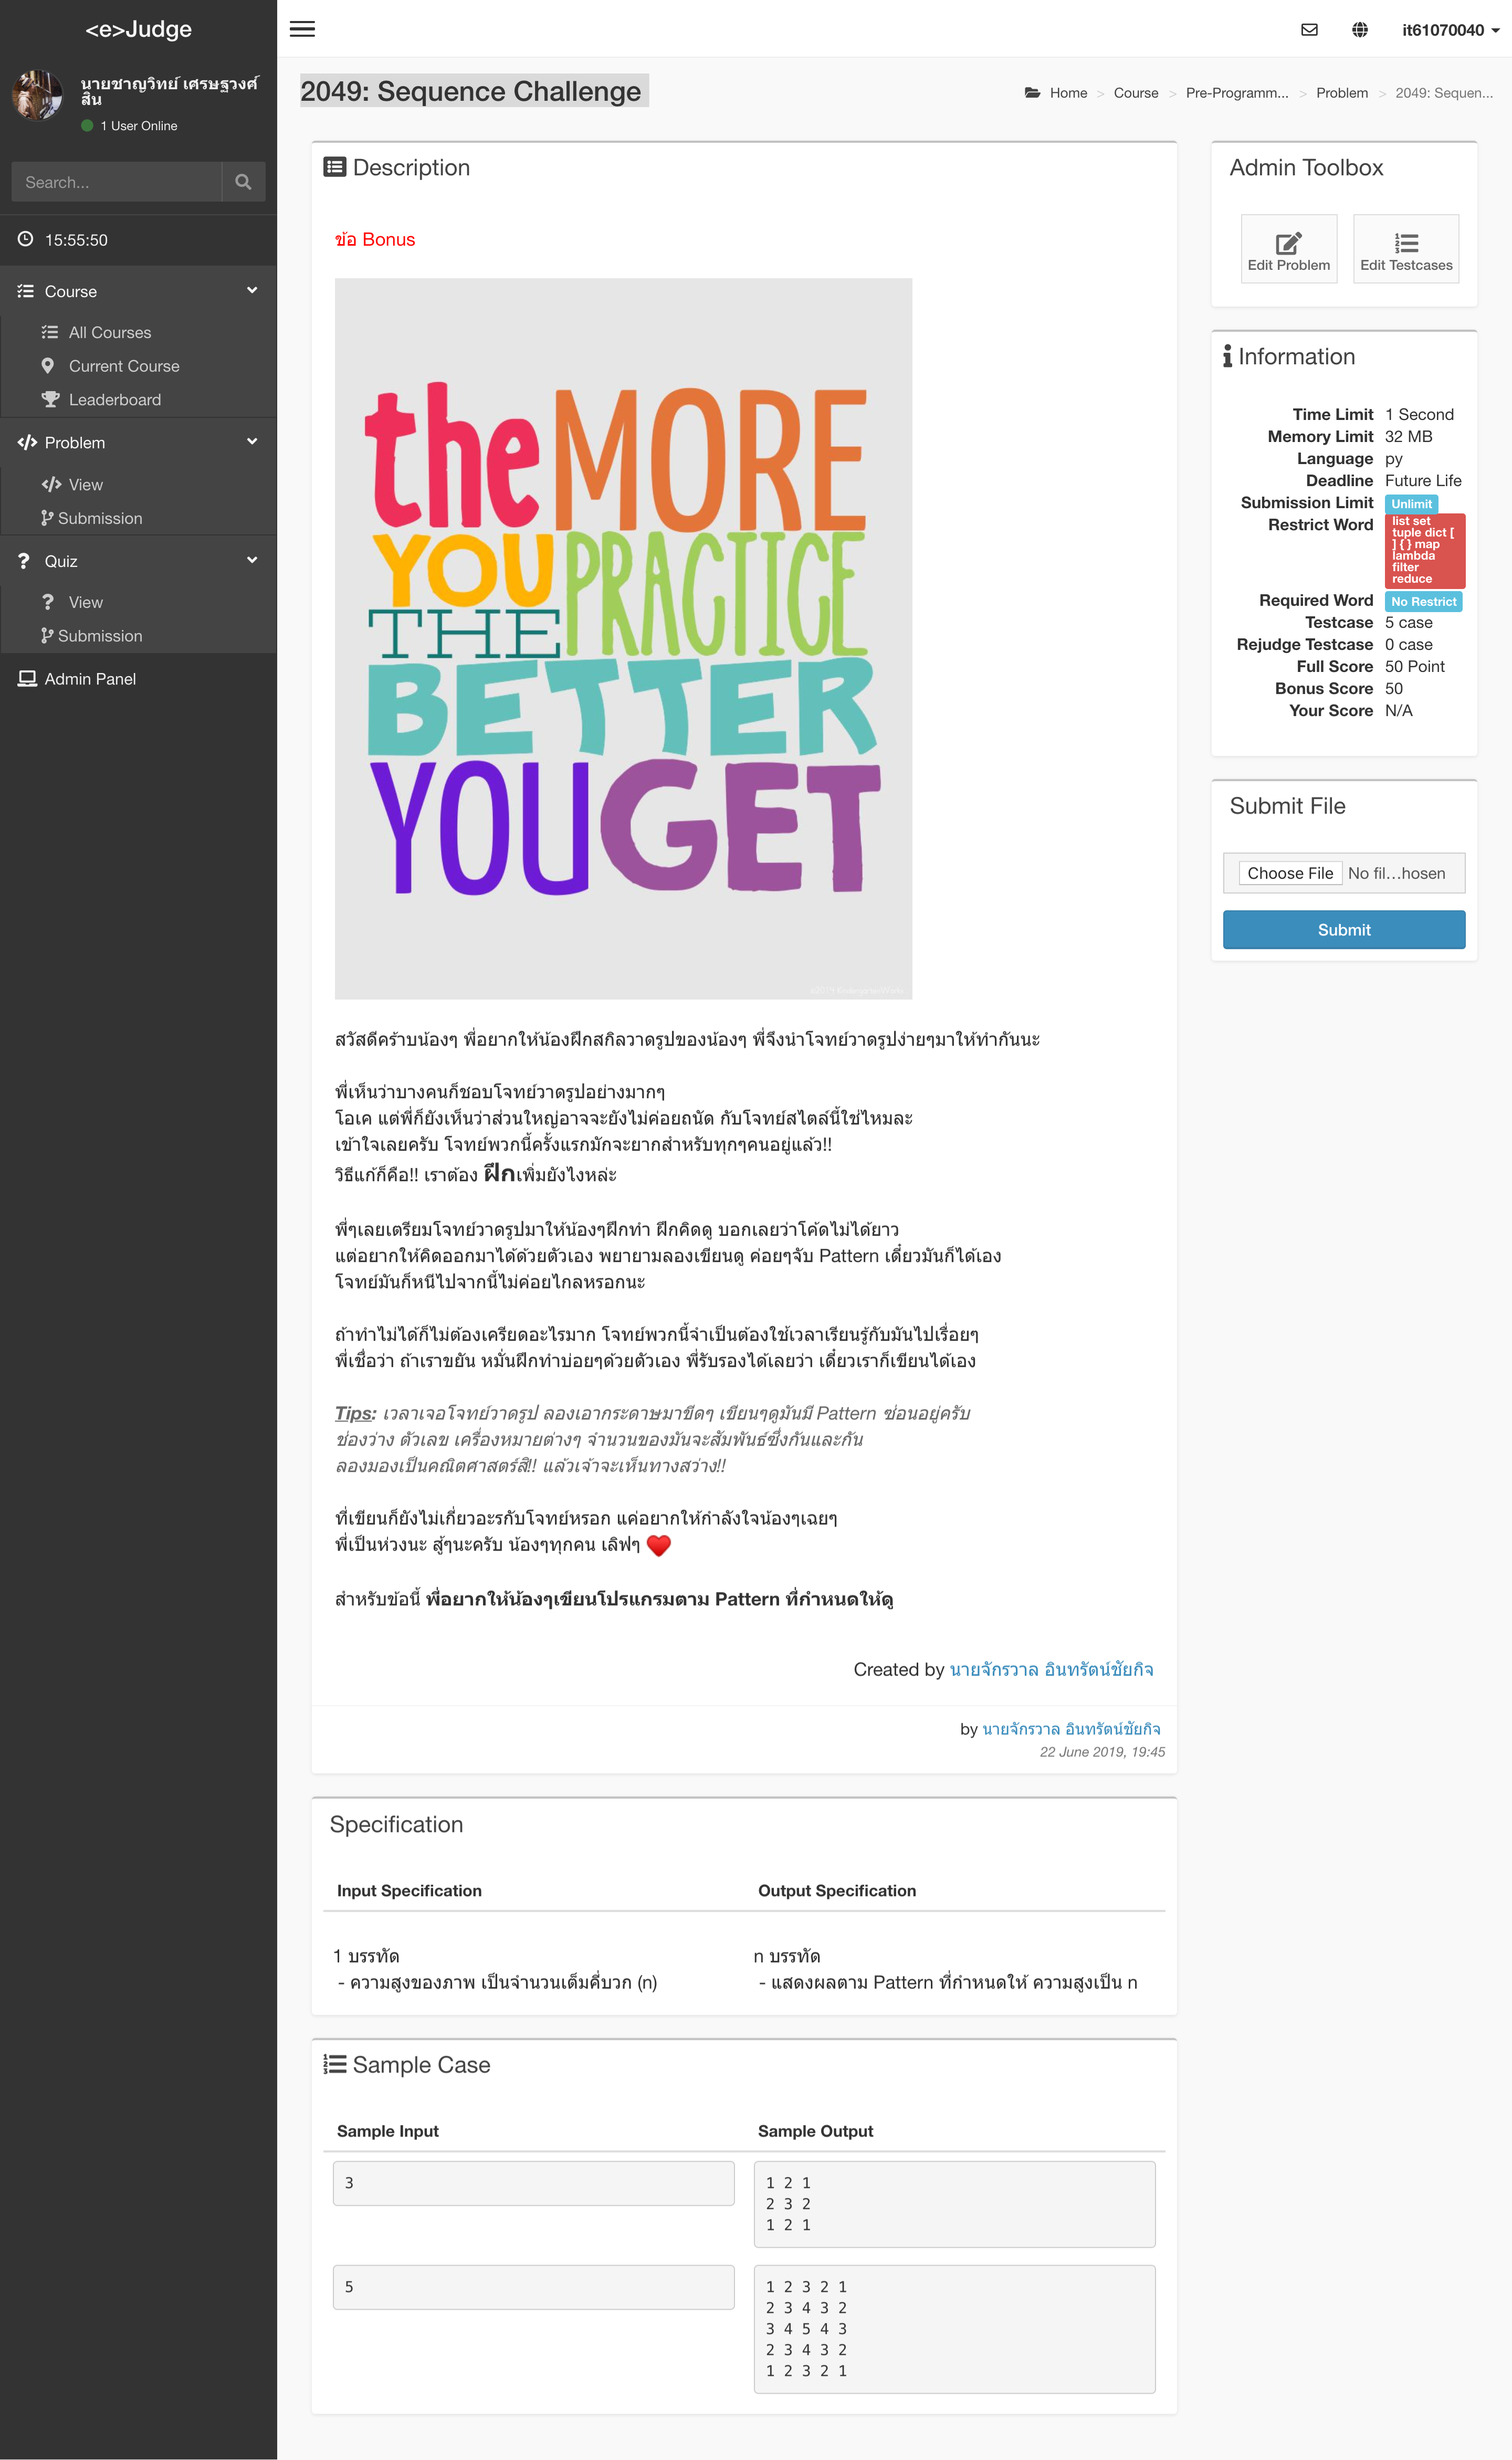 <e>Judge
it61070040
นายชาญวิทย์ เศรษฐวงศ์
สิน
1 User Online
Search...
15:55:50
Course
All Courses
Current Course
Leaderboard
Problem
View
Submission
Quiz
View
Submission
Admin Panel
2049: Sequence Challenge
Home > Course > Pre-Programm... > Problem > 2049: Sequen...
Description
ข้อ Bonus
the MORE
YOU PRACTICE
THE
BETTER
YOU GET
สวัสดีคร้าบน้องๆ พี่อยากให้น้องฝึกสกิลวาดรูปของน้องๆ พี่จึงนำโจทย์วาดรูปง่ายๆมาให้ทำกันนะ
พี่เห็นว่าบางคนก็ชอบโจทย์วาดรูปอย่างมากๆ
โอเค แต่พี่ก็ยังเห็นว่าส่วนใหญ่อาจจะยังไม่ค่อยถนัด กับโจทย์สไตล์นี้ใช่ไหมละ
เข้าใจเลยครับ โจทย์พวกนี้ครั้งแรกมักจะยากสำหรับทุกๆคนอยู่แล้ว!!
วิธีแก้ก็คือ!! เราต้อง ฝึกเพิ่มยังไงหล่ะ
พี่ๆเลยเตรียมโจทย์วาดรูปมาให้น้องๆฝึกทำ ฝึกคิดดู บอกเลยว่าโค้ดไม่ได้ยาว
แต่อยากให้คิดออกมาได้ด้วยตัวเอง พยายามลองเขียนดู ค่อยๆจับ Pattern เดี๋ยวมันก็ได้เอง
โจทย์มันก็หนีไปจากนี้ไม่ค่อยไกลหรอกนะ
ถ้าทำไม่ได้ก็ไม่ต้องเครียดอะไรมาก โจทย์พวกนี้จำเป็นต้องใช้เวลาเรียนรู้กับมันไปเรื่อยๆ
พี่เชื่อว่า ถ้าเราขยัน หมั่นฝึกทำบ่อยๆด้วยตัวเอง พี่รับรองได้เลยว่า เดี๋ยวเราก็เขียนได้เอง
Tips: เวลาเจอโจทย์วาดรูป ลองเอากระดาษมาขีดๆ เขียนๆดูมันมี Pattern ซ่อนอยู่ครับ
ช่องว่าง ตัวเลข เครื่องหมายต่างๆ จำนวนของมันจะสัมพันธ์ซึ่งกันและกัน
ลองมองเป็นคณิตศาสตร์สิ!! แล้วเจ้าจะเห็นทางสว่าง!!
ที่เขียนก็ยังไม่เกี่ยวอะรกับโจทย์หรอก แค่อยากให้กำลังใจน้องๆเฉยๆ
พี่เป็นห่วงนะ สู้ๆนะครับ น้องๆทุกคน เลิฟๆ ❤
สำหรับข้อนี้ พี่อยากให้น้องๆเขียนโปรแกรมตาม Pattern ที่กำหนดให้ดู
Created by นายจักรวาล อินทรัตน์ชัยกิจ
by นายจักรวาล อินทรัตน์ชัยกิจ
22 June 2019, 19:45
Specification
Input Specification
Output Specification
1 บรรทัด
- ความสูงของภาพ เป็นจำนวนเต็มคี่บวก (n)
n บรรทัด
- แสดงผลตาม Pattern ที่กำหนดให้ ความสูงเป็น n
Sample Case
Sample Input
Sample Output
3
1 2 1
2 3 2
1 2 1
5
1 2 3 2 1
2 3 4 3 2
3 4 5 4 3
2 3 4 3 2
1 2 3 2 1
Admin Toolbox
Edit Problem
Edit Testcases
Information
Time Limit 1 Second
Memory Limit 32 MB
Language py
Deadline Future Life
Submission Limit Unlimit
Restrict Word list set
tuple dict [
] { } map
lambda
filter
reduce
Required Word No Restrict
Testcase 5 case
Rejudge Testcase 0 case
Full Score 50 Point
Bonus Score 50
Your Score N/A
Submit File
Choose File No fil...hosen
Submit